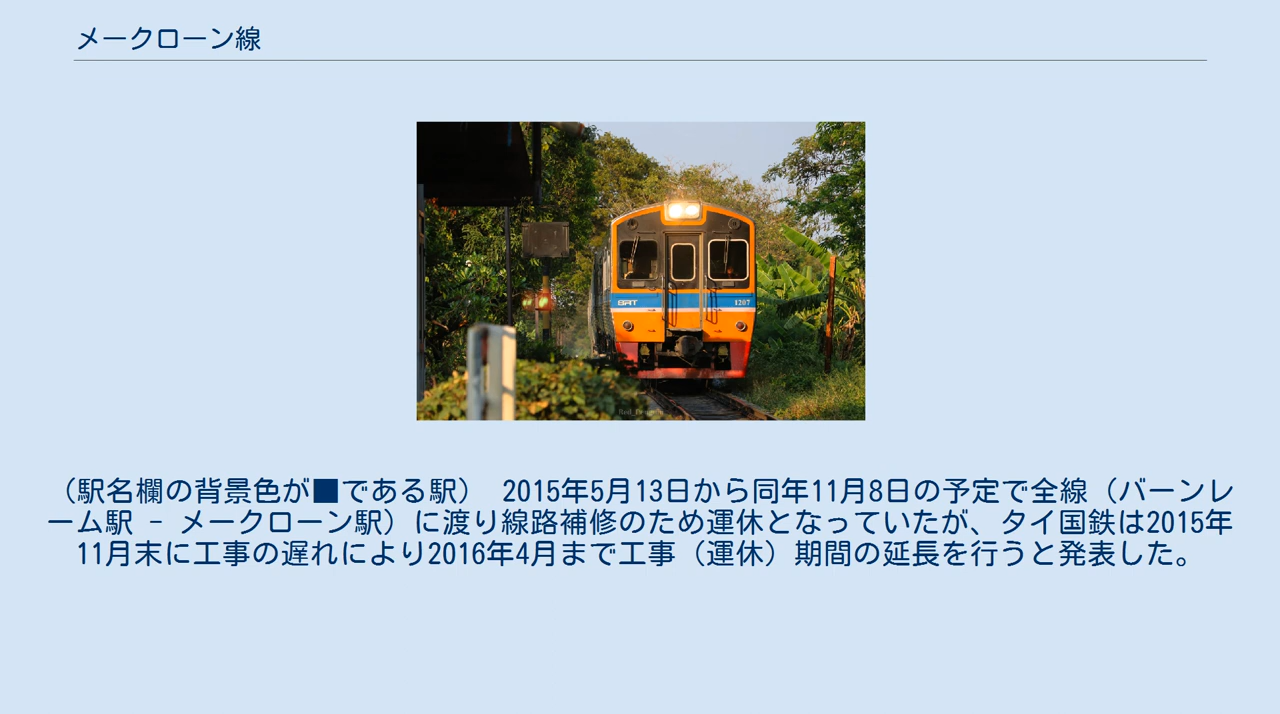 メークローン線
SRT
1207
（駅名欄の背景色が■である駅） 2015年5月13日から同年11月8日の予定で全線（バーンレ
ーム駅 - メークローン駅）に渡り線路補修のため運休となっていたが、タイ国鉄は2015年
11月末に工事の遅れにより2016年4月まで工事（運休）期間の延長を行うと発表した。